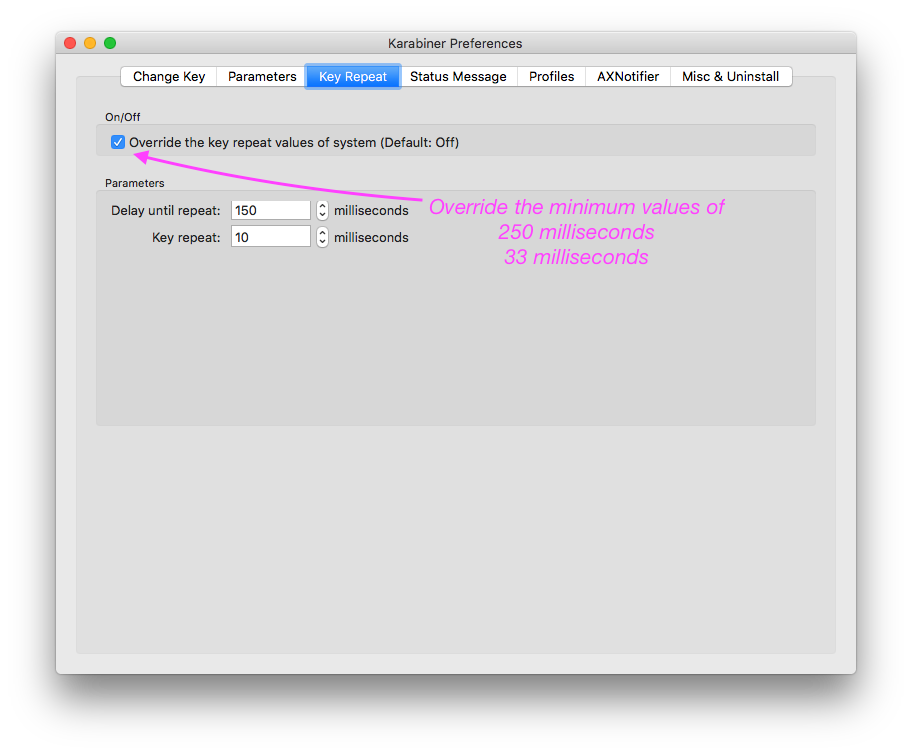 Karabiner Preferences
Change Key Parameters Key Repeat Status Message Profiles AXNotifier Misc & Uninstall
On/Off
Override the key repeat values of system (Default: Off)
Parameters
Delay until repeat: 150 milliseconds
Key repeat: 10 milliseconds
Override the minimum values of
250 milliseconds
33 milliseconds